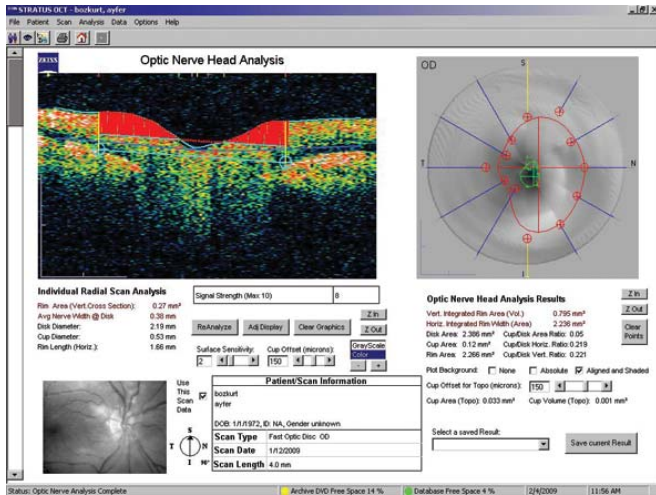 STRATUS OCT - bozkurt, ayfer
File Patient Scan Analysis Data Options Help
ZEISS
Optic Nerve Head Analysis
OD
S
T
N
I
Individual Radial Scan Analysis
Rim Area (Vert.Cross Section): 0.27 mm²
Avg Nerve Width @ Disk 0.38 mm
Disk Diameter: 2.19 mm
Cup Diameter: 0.53 mm
Rim Length (Horiz.): 1.66 mm
Signal Strength (Max 10) 8
Z In
Z Out
ReAnalyze Adj Display Clear Graphics
Surface Sensitivity: 2
Cup Offset (microns): 150
GrayScale
Color
- +
Optic Nerve Head Analysis Results
Vert. Integrated Rim Area (Vol.) 0.795 mm³
Horiz. Integrated Rim Width (Area) 2.236 mm²
Disk Area: 2.386 mm² Cup/Disk Area Ratio: 0.05
Cup Area: 0.12 mm² Cup/Disk Horiz. Ratio: 0.219
Rim Area: 2.266 mm² Cup/Disk Vert. Ratio: 0.221
Z In
Z Out
Clear Points
Plot Background: None Absolute Aligned and Shaded
Cup Offset for Topo (microns): 150
Cup Area (Topo): 0.033 mm² Cup Volume (Topo): 0.001 mm³
Select a saved Result:
Save current Result
Use This Scan Data
S
T N
I 90°
Patient/Scan Information
bozkurt
ayfer
DOB: 1/1/1972, ID: NA, Gender unknown
Scan Type Fast Optic Disc OD
Scan Date 1/12/2009
Scan Length 4.0 mm
Status: Optic Nerve Analysis Complete Archive DVD Free Space 14 % Database Free Space 4 % 2/4/2009 11:56 AM